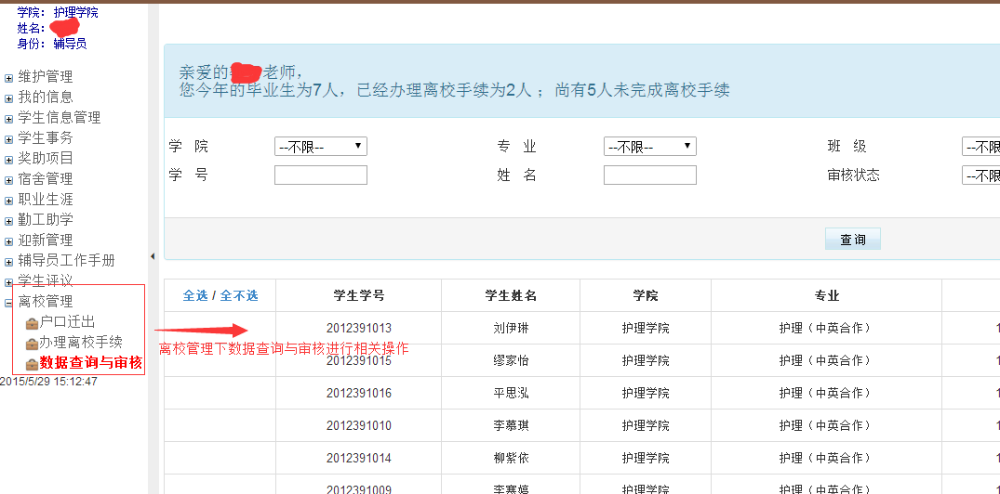 学院： 护理学院
姓名：
身份： 辅导员
维护管理
我的信息
学生信息管理
学生事务
奖助项目
宿舍管理
职业生涯
勤工助学
迎新管理
辅导员工作手册
学生评议
离校管理
户口迁出
办理离校手续
数据查询与审核
2015/5/29 15:12:47
亲爱的 老师，
您今年的毕业生为7人，已经办理离校手续为2人 ；尚有5人未完成离校手续
学 院 --不限-- 专 业 --不限-- 班 级 --不限
学 号 姓 名 审核状态 --不限
查询
全选 / 全不选 学生学号 学生姓名 学院 专业
2012391013 刘伊琳 护理学院 护理（中英合作） 1
离校管理下数据查询与审核进行相关操作
2012391015 缪家怡 护理学院 护理（中英合作） 1
2012391016 平思泓 护理学院 护理（中英合作） 1
2012391010 李慕琪 护理学院 护理（中英合作） 1
2012391014 柳紫依 护理学院 护理（中英合作） 1
2012391009 李寒婷 护理学院 护理（中英合作） 1